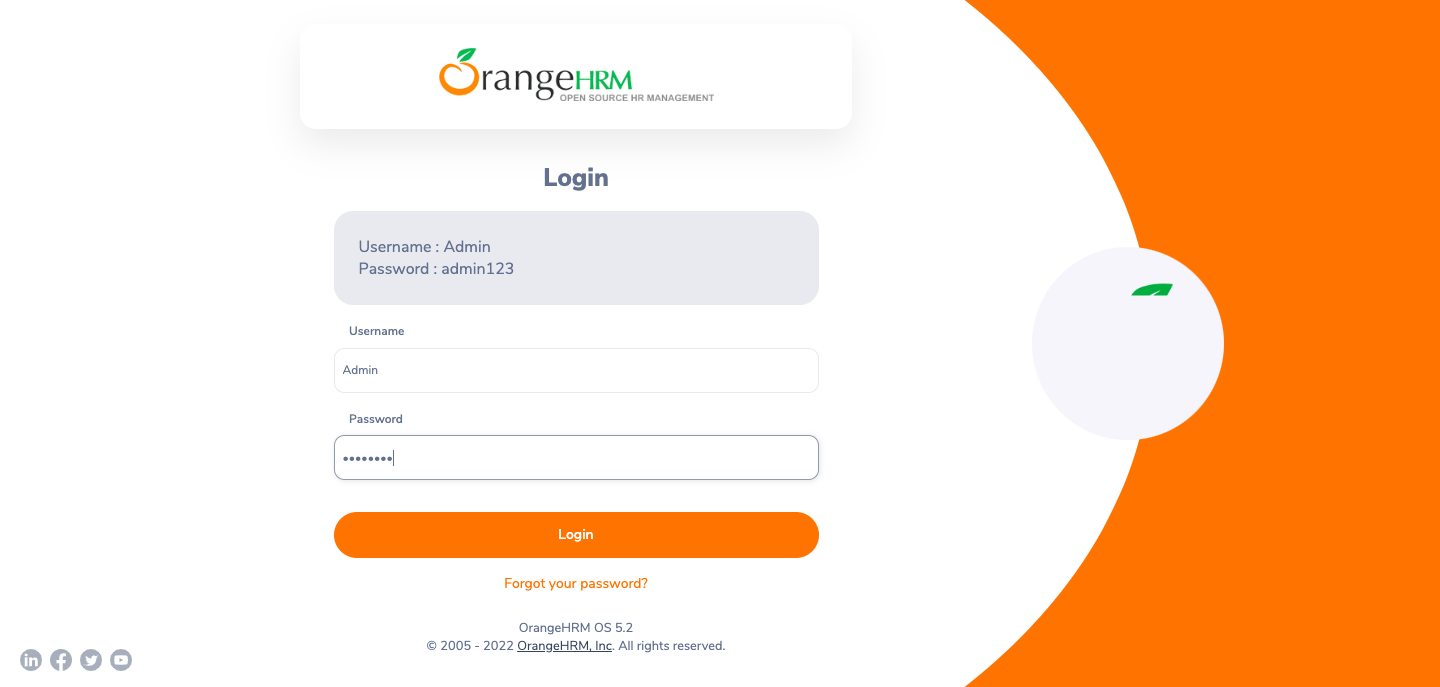 OrangeHRM
OPEN SOURCE HR MANAGEMENT
Login
Username : Admin
Password : admin123
Username
Admin
Password
••••••••
Login
Forgot your password?
OrangeHRM OS 5.2
© 2005 - 2022 OrangeHRM, Inc. All rights reserved.